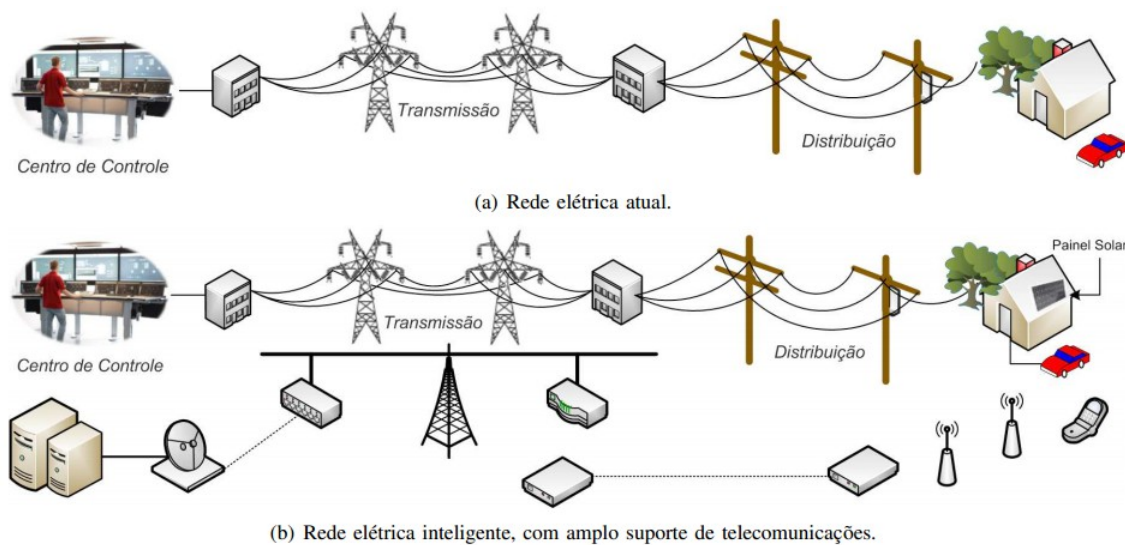 Transmissão
Distribuição
Centro de Controle
(a) Rede elétrica atual.
Painel Solar
Transmissão
Distribuição
Centro de Controle
(b) Rede elétrica inteligente, com amplo suporte de telecomunicações.